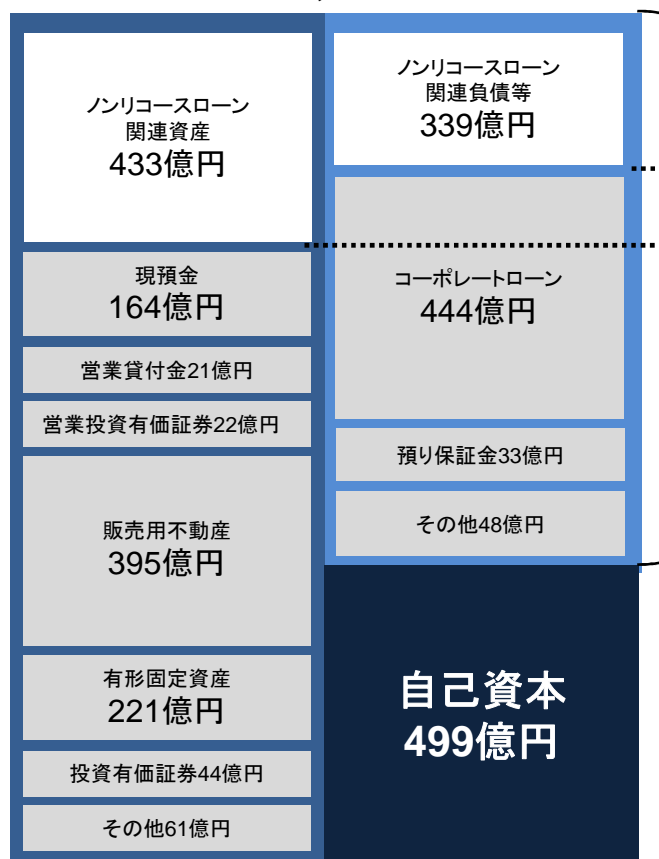 ノンリコースローン
関連資産
433億円
現預金
164億円
営業貸付金21億円
営業投資有価証券22億円
販売用不動産
395億円
有形固定資産
221億円
投資有価証券44億円
その他61億円
ノンリコースローン
関連負債等
339億円
コーポレートローン
444億円
預り保証金33億円
その他48億円
自己資本
499億円